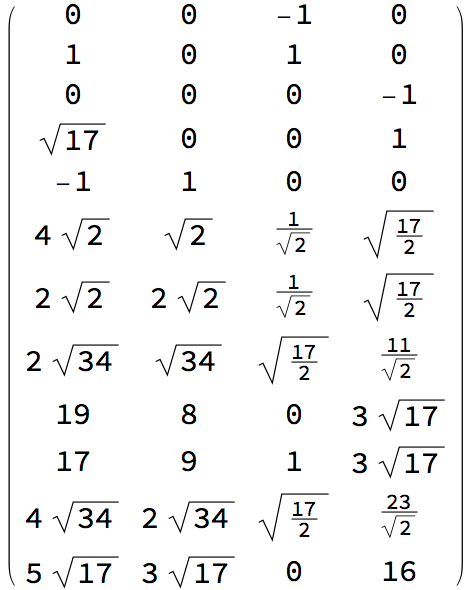 0 0 −1 0
1 0 1 0
0 0 0 −1
√17 0 0 1
−1 1 0 0
4 √2 √2 1/√2 √(17/2)
2 √2 2 √2 1/√2 √(17/2)
2 √34 √34 √(17/2) 11/√2
19 8 0 3 √17
17 9 1 3 √17
4 √34 2 √34 √(17/2) 23/√2
5 √17 3 √17 0 16